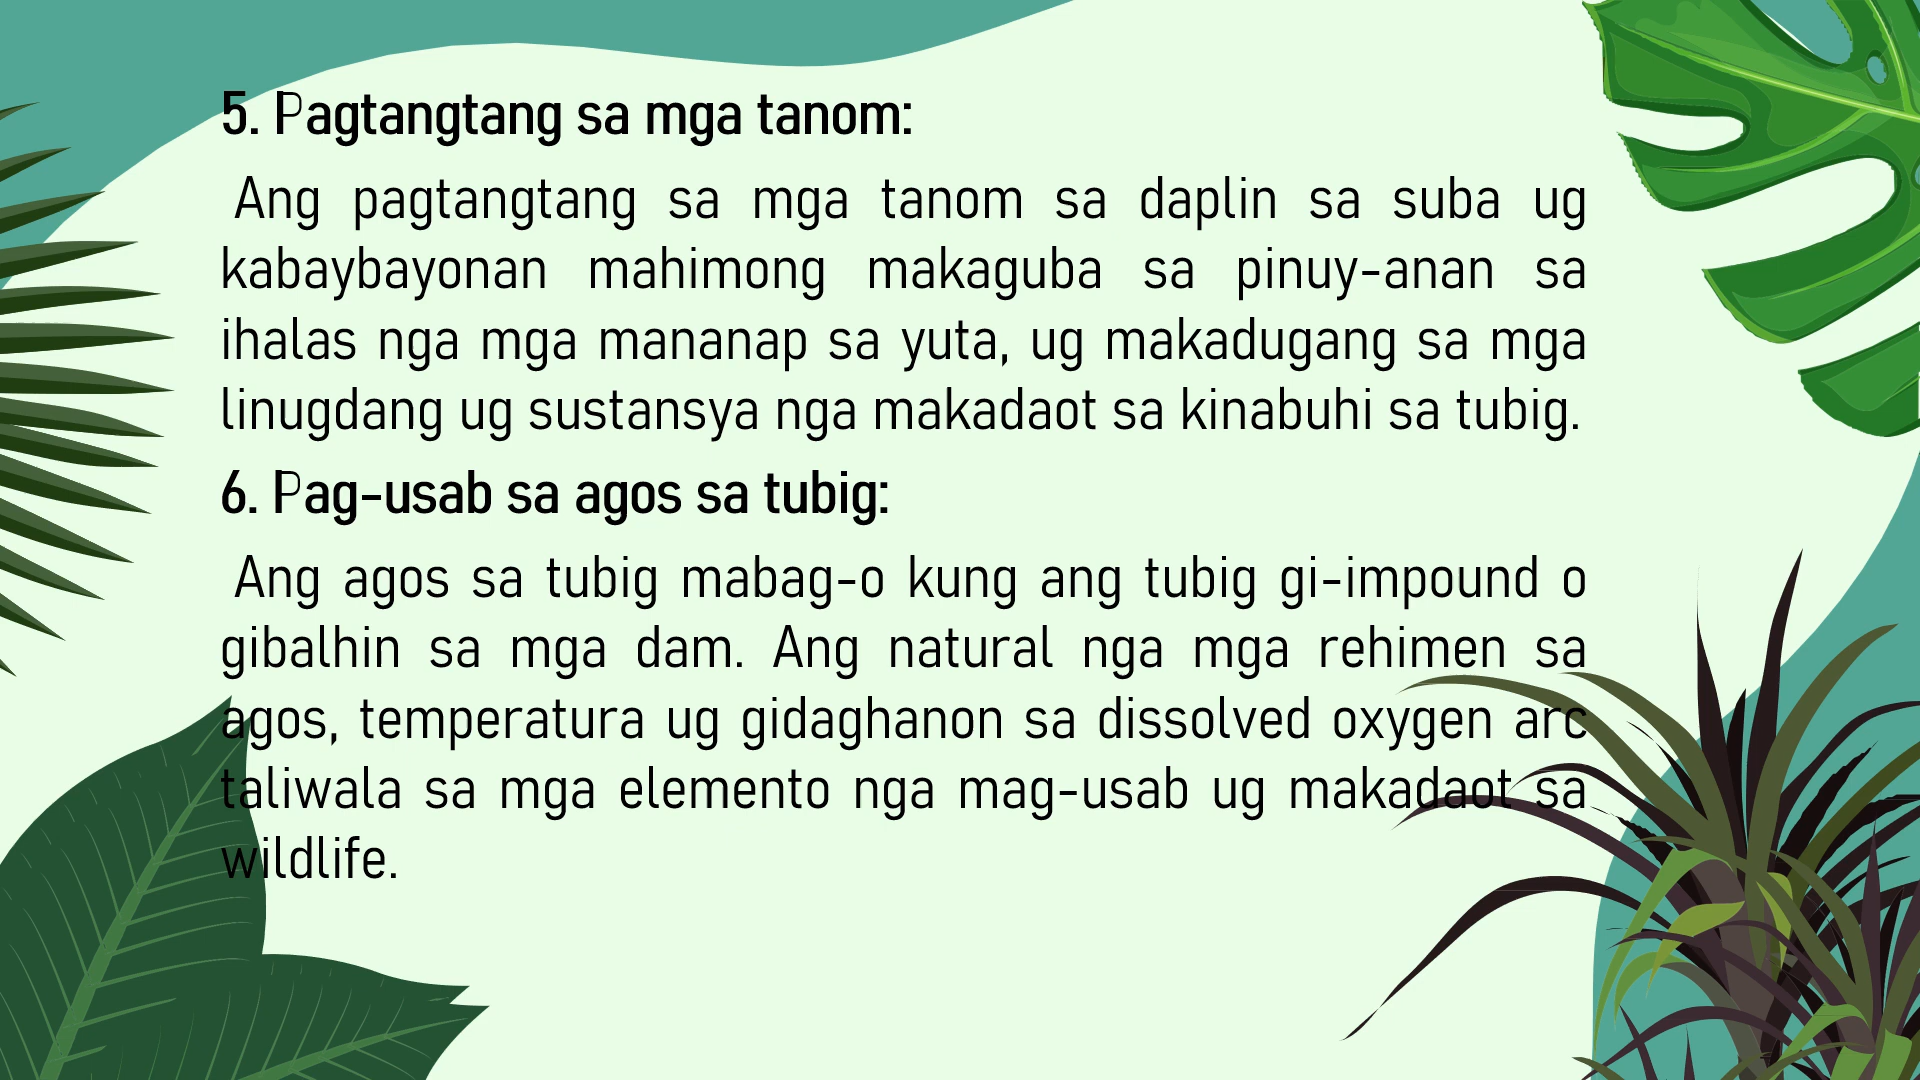 5. Pagtangtang sa mga tanom:
Ang pagtangtang sa mga tanom sa daplin sa suba ug
kabaybayonan mahimong makaguba sa pinuy-anan sa
ihalas nga mga mananap sa yuta, ug makadugang sa mga
linugdang ug sustansya nga makadaot sa kinabuhi sa tubig.
6. Pag-usab sa agos sa tubig:
Ang agos sa tubig mabag-o kung ang tubig gi-impound o
gibalhin sa mga dam. Ang natural nga mga rehimen sa
agos, temperatura ug gidaghanon sa dissolved oxygen arc
taliwala sa mga elemento nga mag-usab ug makadaot sa
wildlife.